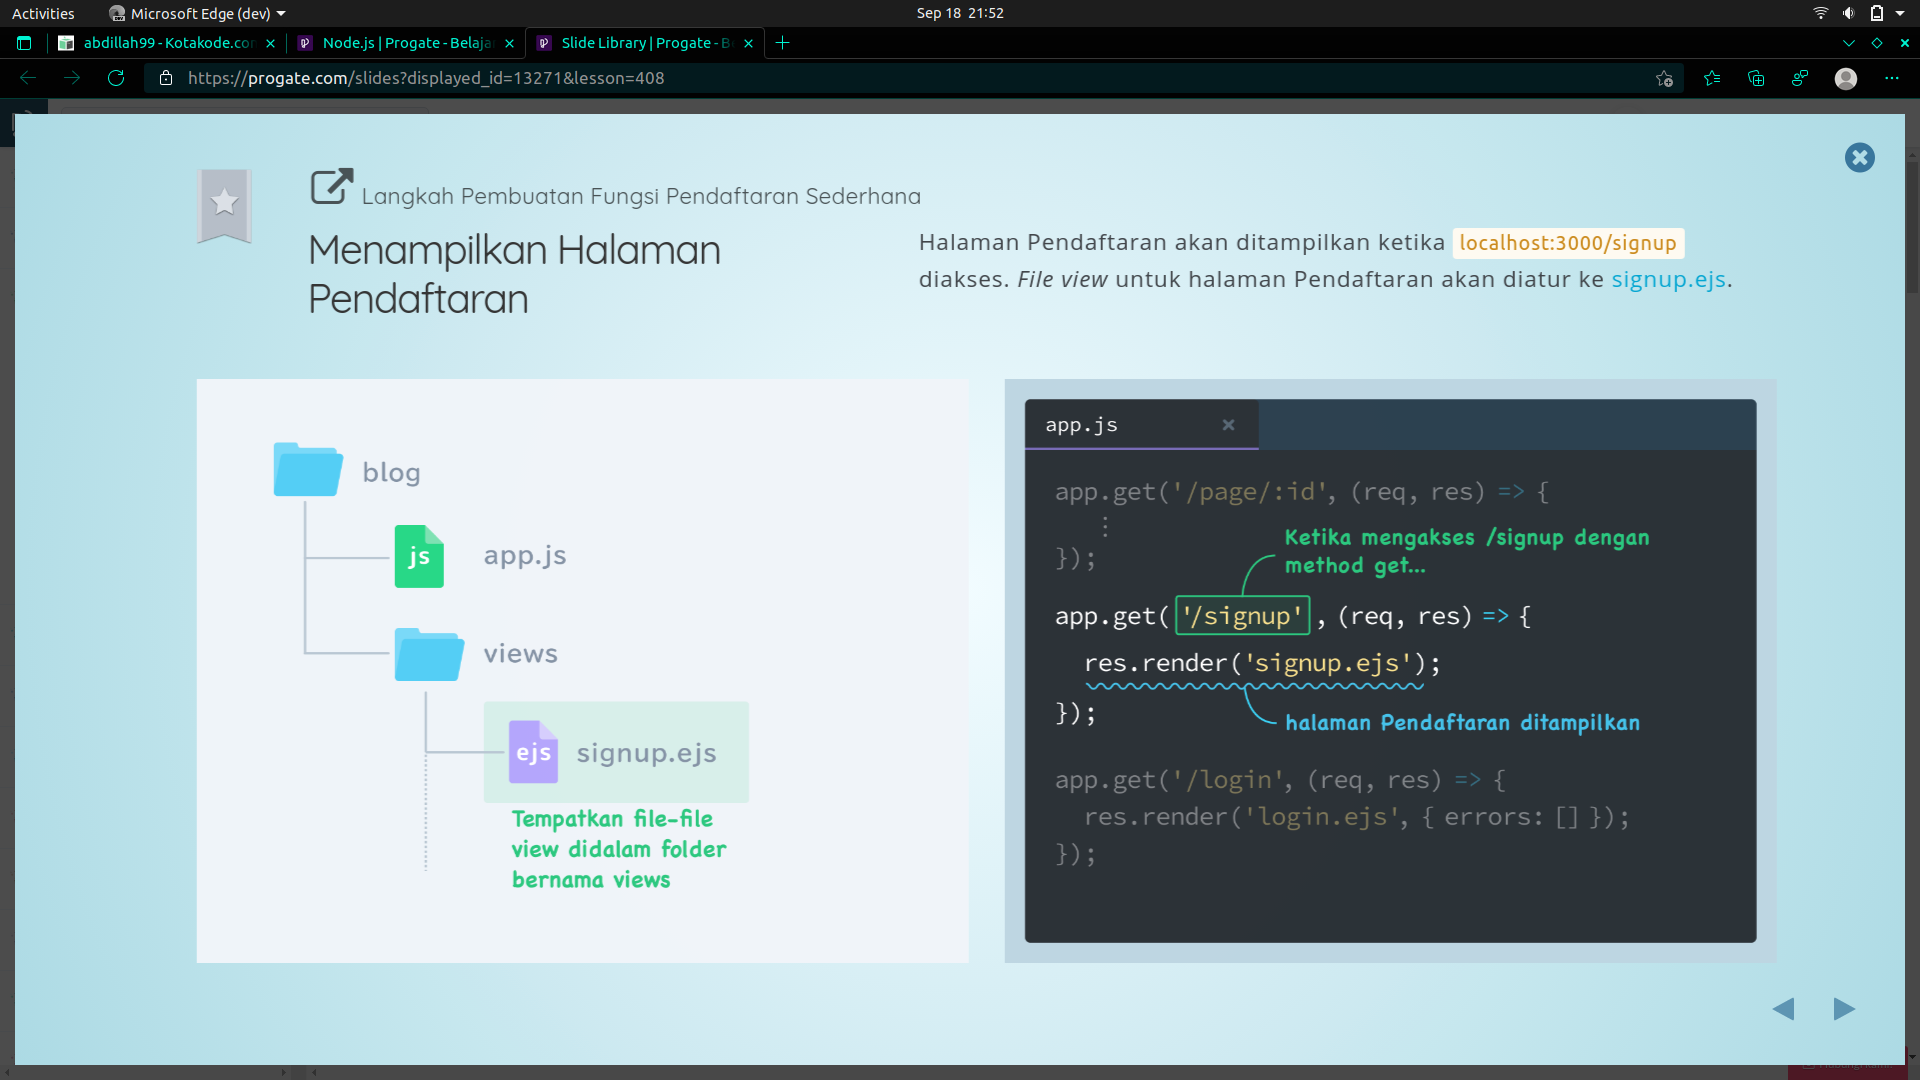 Activities
Microsoft Edge (dev)
Sep 18 21:52
abdillah99 - Kotakode.co
Node.js | Progate - Belaja
Slide Library | Progate - B
https://progate.com/slides?displayed_id=13271&lesson=408
Langkah Pembuatan Fungsi Pendaftaran Sederhana
Menampilkan Halaman
Pendaftaran
Halaman Pendaftaran akan ditampilkan ketika localhost:3000/signup
diakses. File view untuk halaman Pendaftaran akan diatur ke signup.ejs.
blog
js app.js
views
ejs signup.ejs
Tempatkan file-file
view didalam folder
bernama views
app.js
app.get('/page/:id', (req, res) => {
⋮
});
Ketika mengakses /signup dengan
method get...
app.get('/signup', (req, res) => {
res.render('signup.ejs');
});
halaman Pendaftaran ditampilkan
app.get('/login', (req, res) => {
res.render('login.ejs', { errors: [] });
});